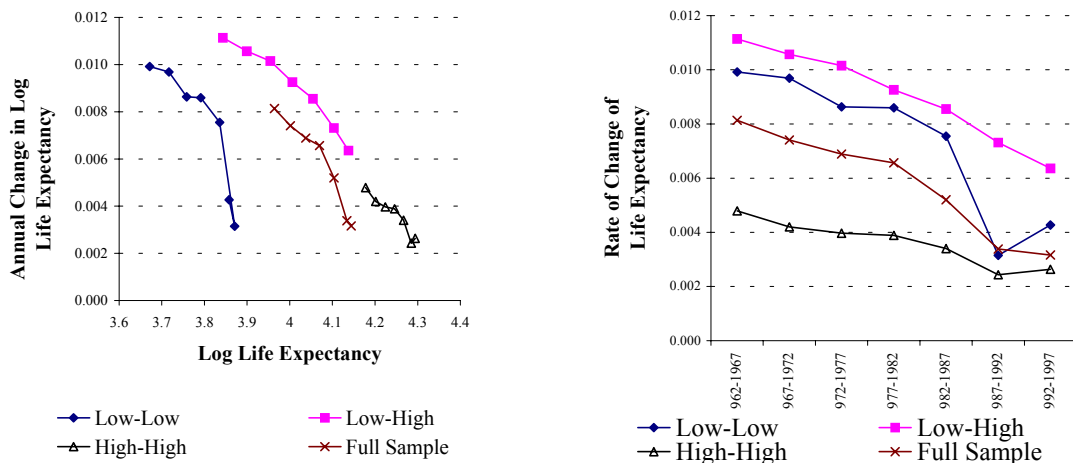 0.012
0.010
0.008
0.006
0.004
0.002
0.000
Annual Change in Log
Life Expectancy
3.6 3.7 3.8 3.9 4 4.1 4.2 4.3 4.4
Log Life Expectancy
Low-Low Low-High
High-High Full Sample
0.012
0.010
0.008
0.006
0.004
0.002
0.000
Rate of Change of
Life Expectancy
962-1967
967-1972
972-1977
977-1982
982-1987
987-1992
992-1997
Low-Low Low-High
High-High Full Sample